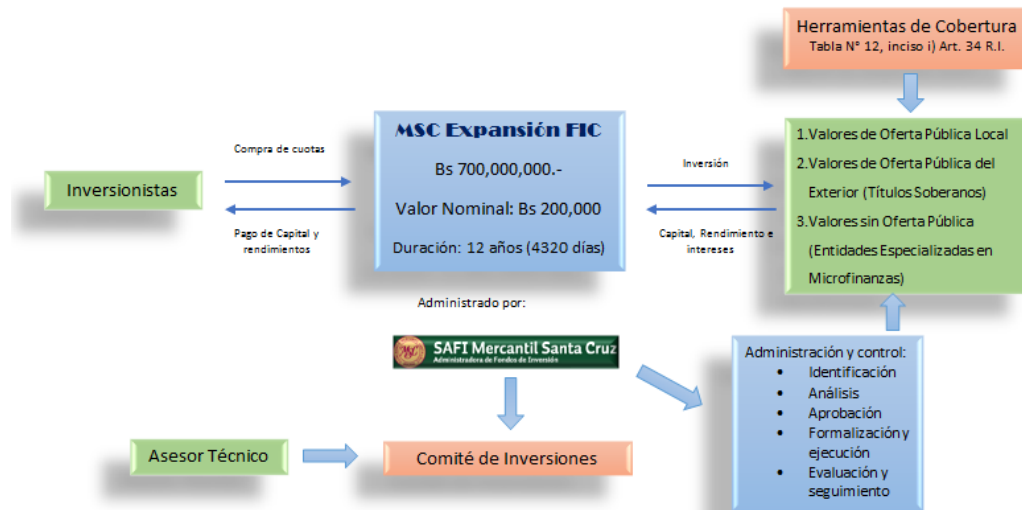 Herramientas de Cobertura
Tabla N° 12, inciso i) Art. 34 R.I.
MSC Expansión FIC
Bs 700,000,000.-
Valor Nominal: Bs 200,000
Duración: 12 años (4320 días)
Inversionistas
Compra de cuotas
Pago de Capital y
rendimientos
Inversión
Capital, Rendimiento e
intereses
1.Valores de Oferta Pública Local
2.Valores de Oferta Pública del
Exterior (Títulos Soberanos)
3.Valores sin Oferta Pública
(Entidades Especializadas en
Microfinanzas)
Administrado por:
MSC
SAFI Mercantil Santa Cruz
Administradora de Fondos de Inversión
Administración y control:
• Identificación
• Análisis
• Aprobación
• Formalización y
ejecución
• Evaluación y
seguimiento
Asesor Técnico
Comité de Inversiones